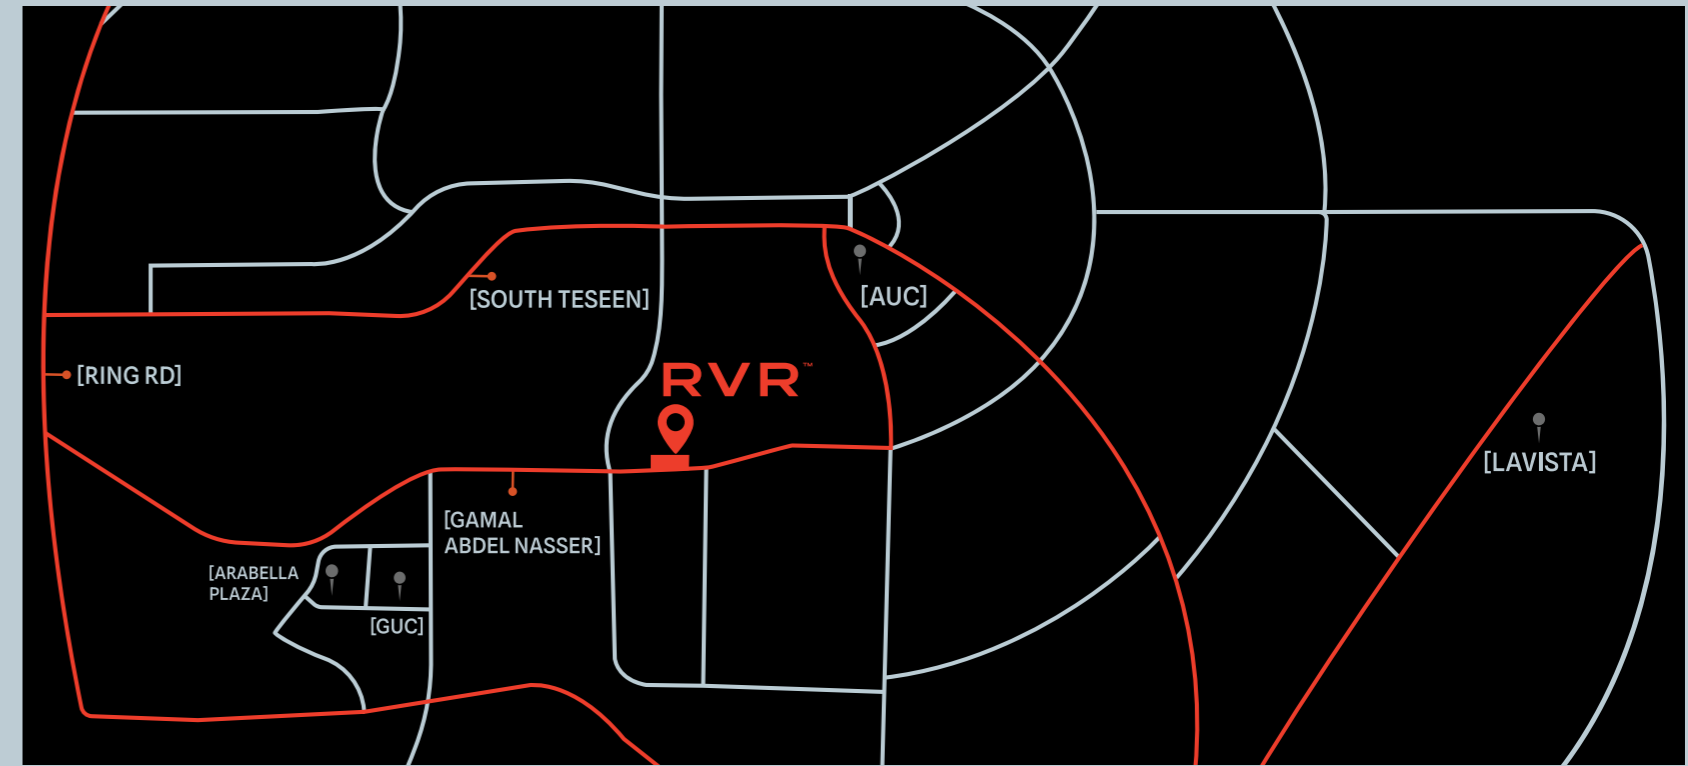 [SOUTH TESEEN]
[AUC]
[RING RD]
RVR™
[LAVISTA]
[GAMAL
ABDEL NASSER]
[ARABELLA
PLAZA]
[GUC]